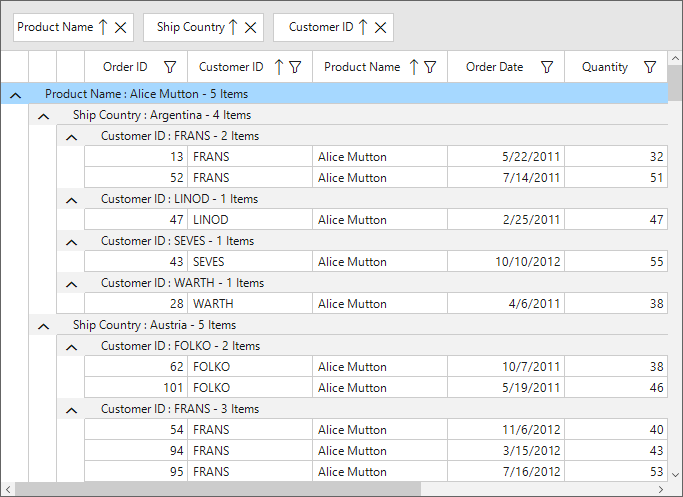 Product Name Ship Country Customer ID
Order ID Customer ID Product Name Order Date Quantity
Product Name : Alice Mutton - 5 Items
Ship Country : Argentina - 4 Items
Customer ID : FRANS - 2 Items
13 FRANS Alice Mutton 5/22/2011 32
52 FRANS Alice Mutton 7/14/2011 51
Customer ID : LINOD - 1 Items
47 LINOD Alice Mutton 2/25/2011 47
Customer ID : SEVES - 1 Items
43 SEVES Alice Mutton 10/10/2012 55
Customer ID : WARTH - 1 Items
28 WARTH Alice Mutton 4/6/2011 38
Ship Country : Austria - 5 Items
Customer ID : FOLKO - 2 Items
62 FOLKO Alice Mutton 10/7/2011 38
101 FOLKO Alice Mutton 5/19/2011 46
Customer ID : FRANS - 3 Items
54 FRANS Alice Mutton 11/6/2012 40
94 FRANS Alice Mutton 3/15/2012 43
95 FRANS Alice Mutton 7/16/2012 53